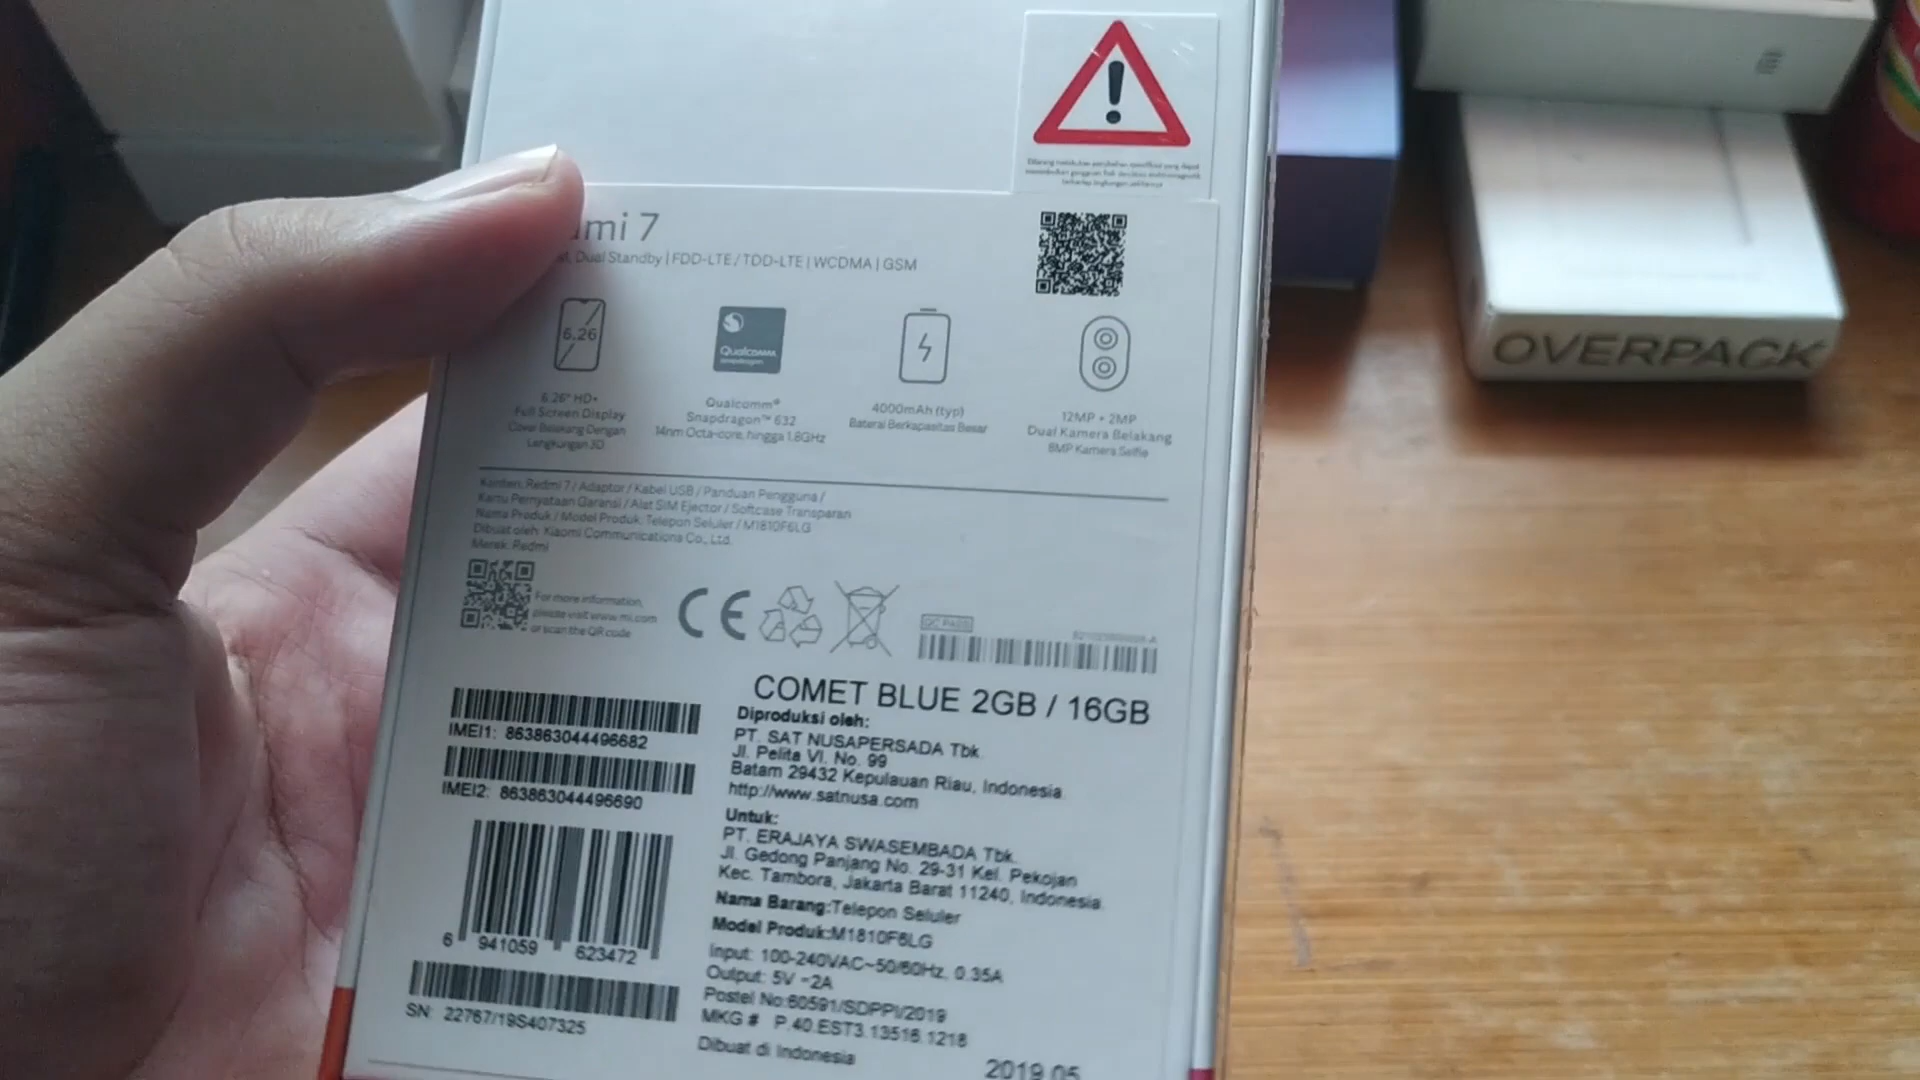 mi 7
Dual Standby | FDD-LTE / TDD-LTE | WCDMA | GSM
6.26
Qualcomm
snapdragon
6.26" HD+
Full Screen Display
Cover Belakang Dengan
Lengkungan 3D
Qualcomm®
Snapdragon™ 632
14nm Octa-core, hingga 1.8GHz
4000mAh (typ)
Baterai Berkapasitas Besar
12MP + 2MP
Dual Kamera Belakang
8MP Kamera Selfie
Konten: Redmi 7 / Adaptor / Kabel USB / Panduan Pengguna /
Kartu Pernyataan Garansi / Alat SIM Ejector / Softcase Transparan
Nama Produk / Model Produk: Telepon Seluler / M1810F6LG
Dibuat oleh: Xiaomi Communications Co., Ltd.
Merek: Redmi
For more information,
please visit www.mi.com
or scan the QR code
CE
QC PASS
COMET BLUE 2GB / 16GB
IMEI1: 863863044496682
IMEI2: 863863044496690
6 941059 623472
SN: 22767/19S407325
Diproduksi oleh:
PT. SAT NUSAPERSADA Tbk.
Jl. Pelita VI. No. 99
Batam 29432 Kepulauan Riau, Indonesia.
http://www.satnusa.com
Untuk:
PT. ERAJAYA SWASEMBADA Tbk.
Jl. Gedong Panjang No. 29-31 Kel. Pekojan
Kec. Tambora, Jakarta Barat 11240, Indonesia.
Nama Barang:Telepon Seluler
Model Produk:M1810F6LG
Input: 100-240VAC~50/60Hz, 0.35A
Output: 5V ⎓2A
Postel No:60591/SDPPI/2019
MKG # P.40.EST3.13516.1218
Dibuat di Indonesia
2019.05
OVERPACK